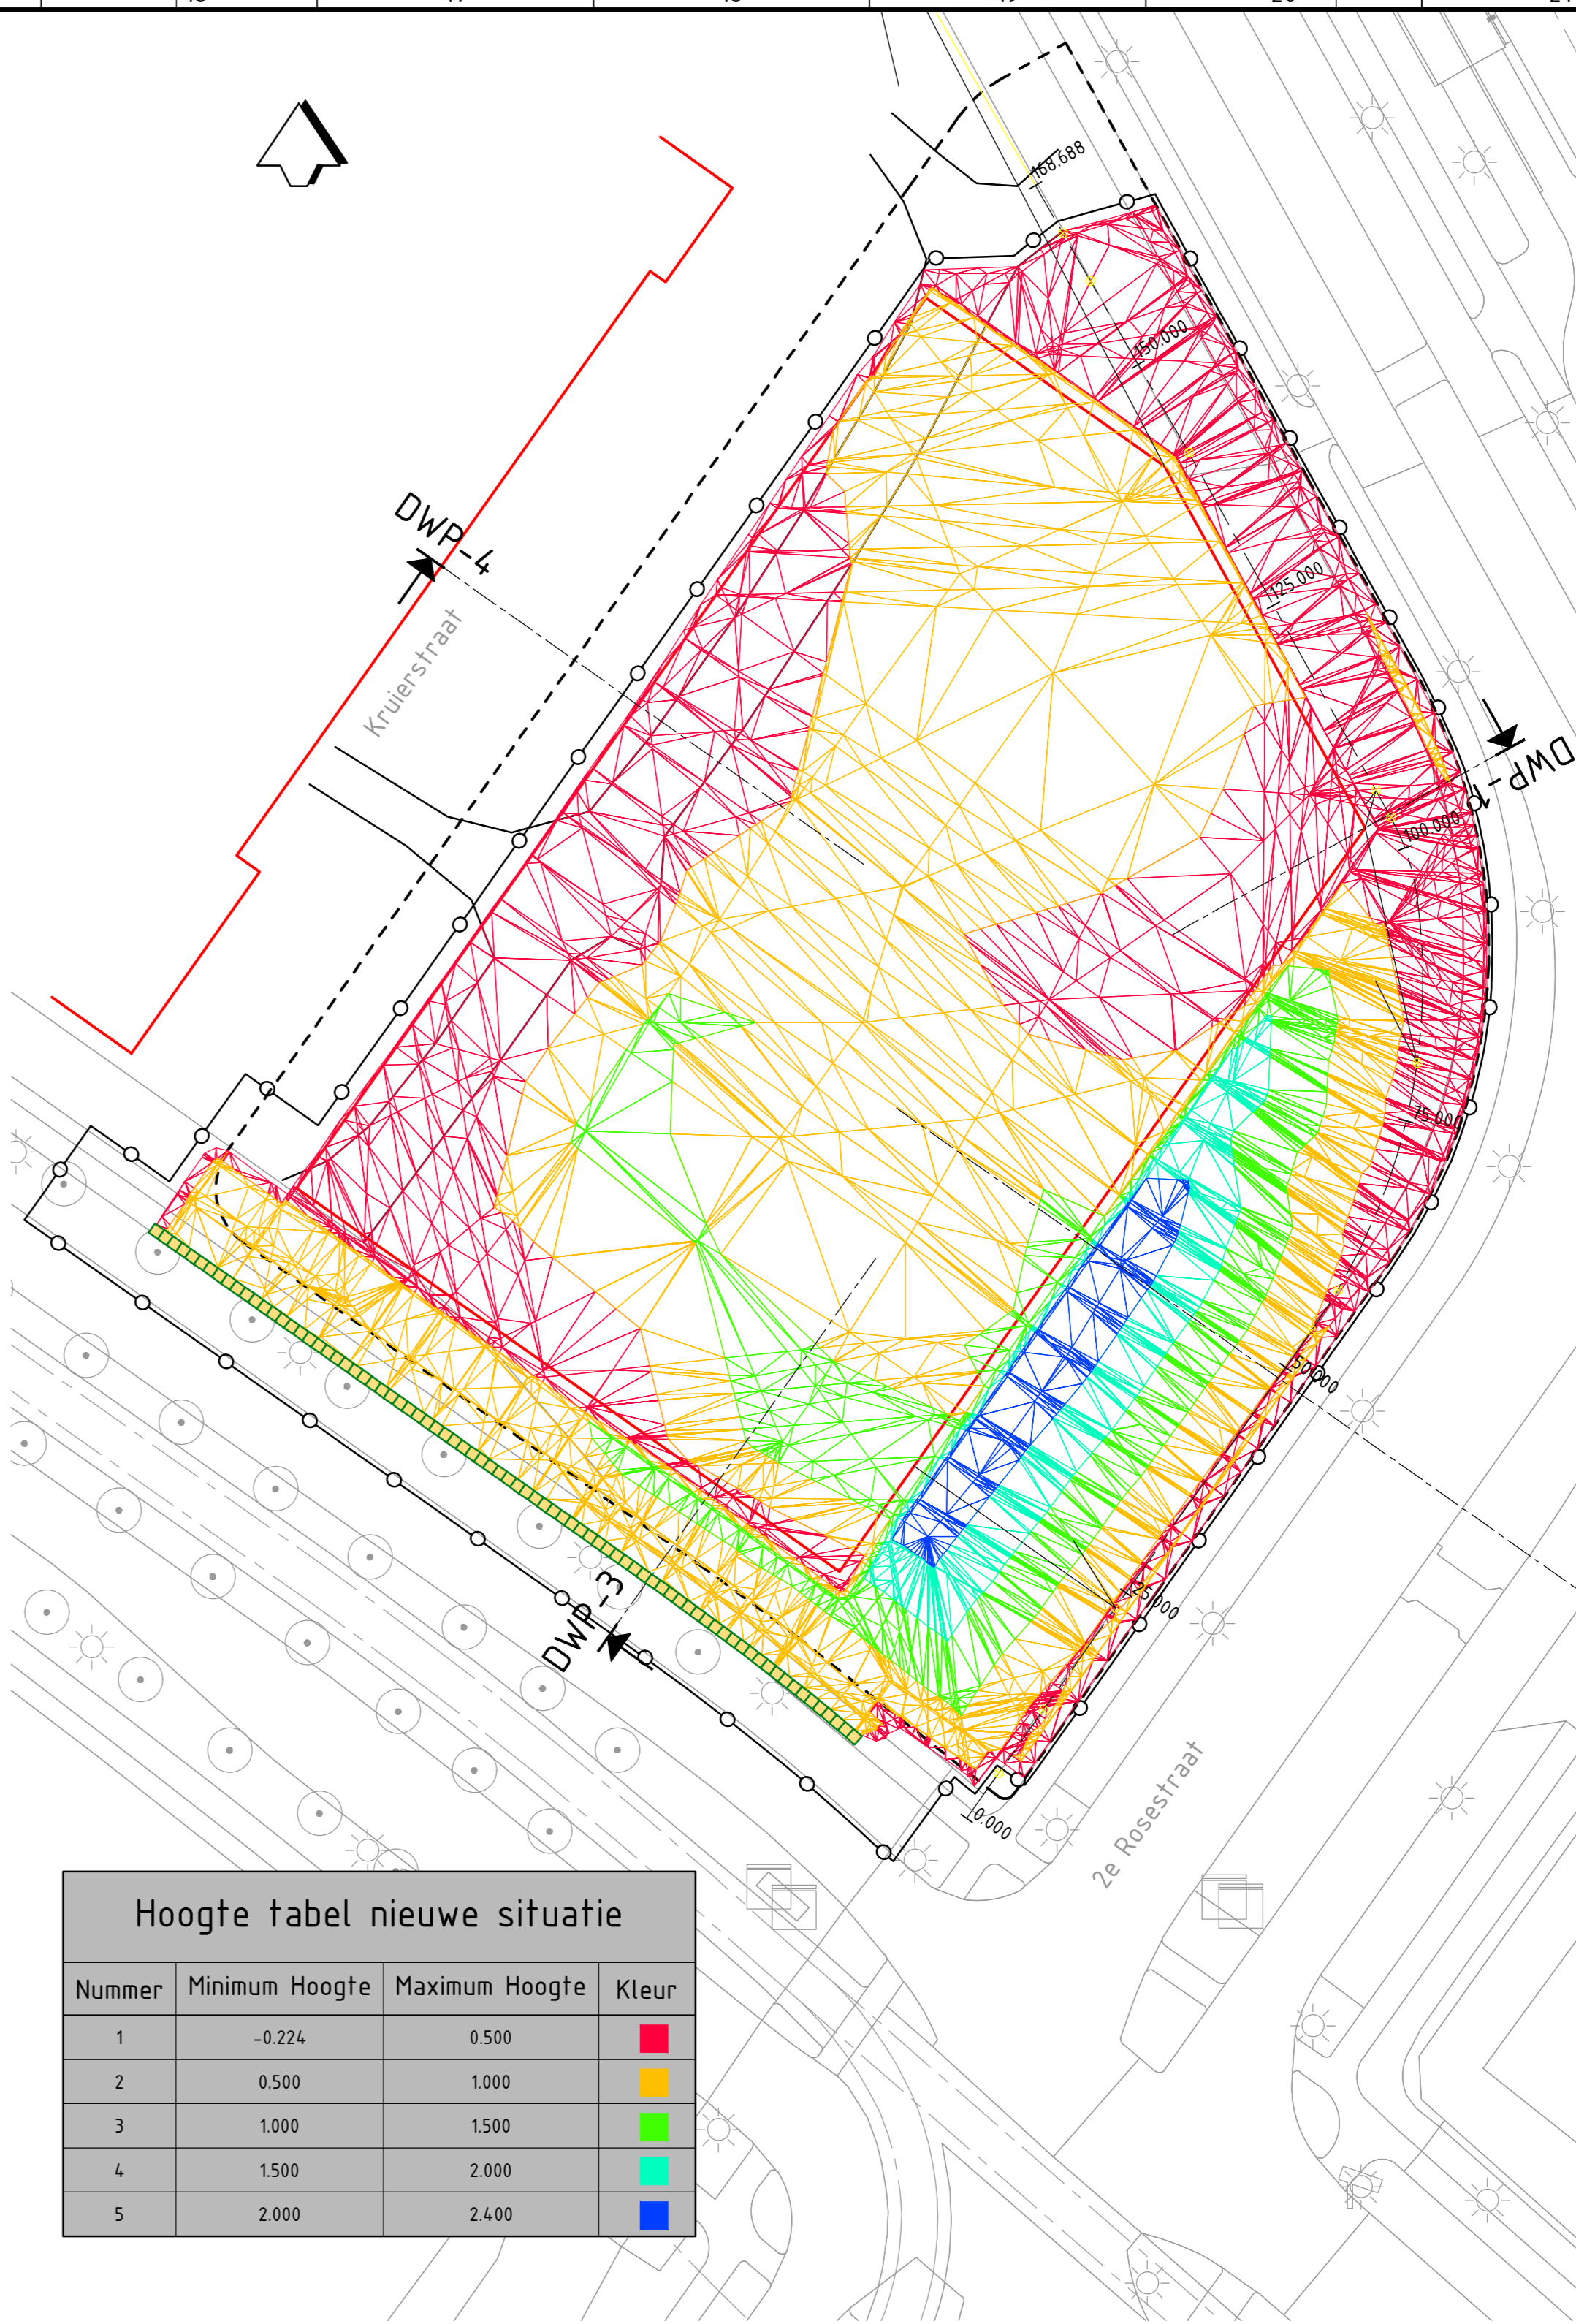 168.688
150.000
DWP-4
125.000
Kruierstraat
DWP-
100.000
75.000
50.000
25.000
DWP-3
2e Rosestraat
0.000
Hoogte tabel nieuwe situatie
Nummer Minimum Hoogte Maximum Hoogte Kleur
1 -0.224 0.500
2 0.500 1.000
3 1.000 1.500
4 1.500 2.000
5 2.000 2.400